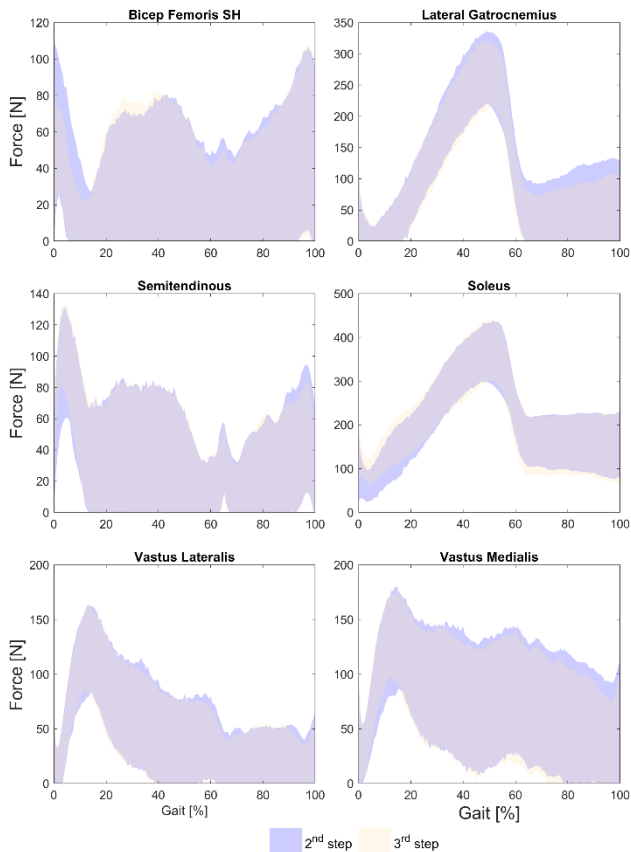 Bicep Femoris SH
Lateral Gatrocnemius
120
100
80
60
40
20
0
Force [N]
0 20 40 60 80 100
350
300
250
200
150
100
50
0
0 20 40 60 80 100
Semitendinous
Soleus
140
120
100
80
60
40
20
0
Force [N]
0 20 40 60 80 100
500
400
300
200
100
0
0 20 40 60 80 100
Vastus Lateralis
Vastus Medialis
200
150
100
50
0
Force [N]
0 20 40 60 80 100
Gait [%]
200
150
100
50
0
0 20 40 60 80 100
Gait [%]
2nd step 3rd step